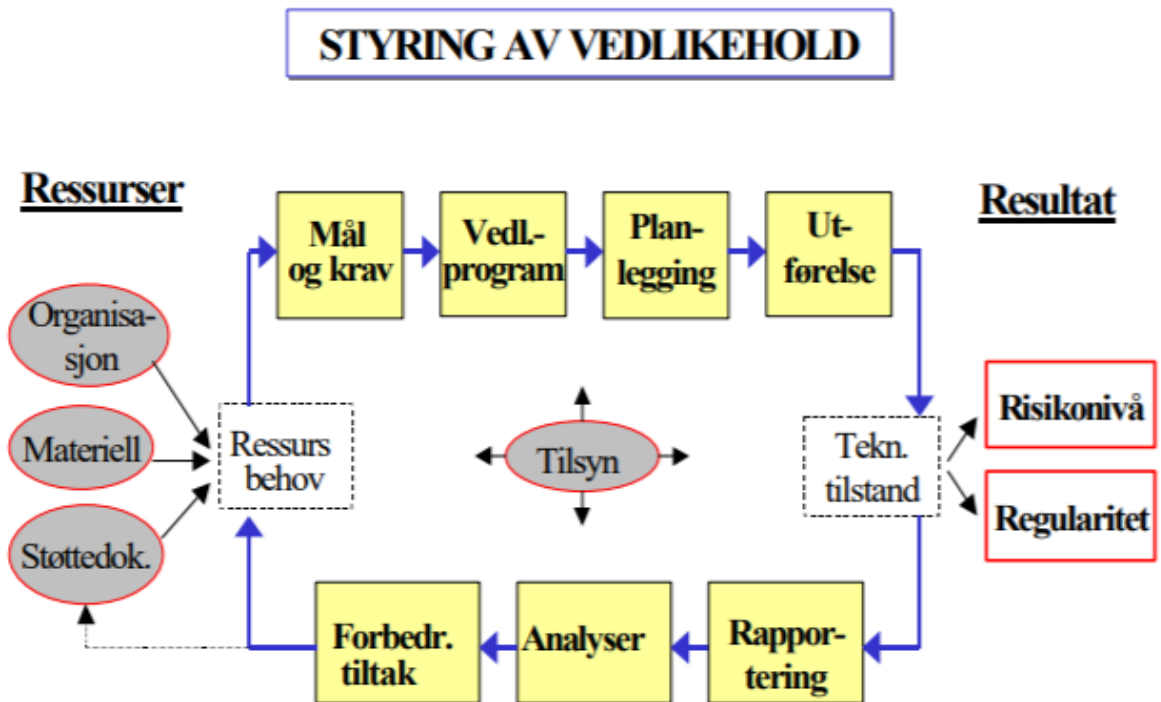 STYRING AV VEDLIKEHOLD
Ressurser
Resultat
Mål
og krav
Vedl.-
program
Plan-
legging
Ut-
førelse
Organisa-
sjon
Materiell
Støttedok.
Ressurs
behov
Tilsyn
Tekn.
tilstand
Risikonivå
Regularitet
Forbedr.
tiltak
Analyser
Rappor-
tering